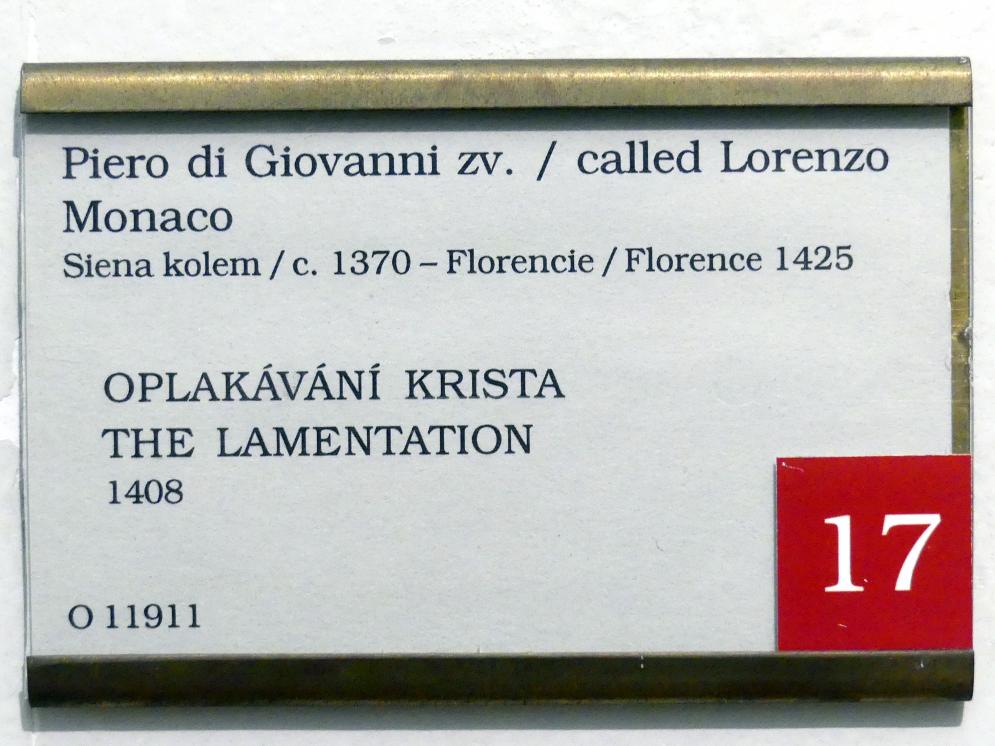 Piero di Giovanni zv. / called Lorenzo
Monaco
Siena kolem / c. 1370 – Florencie / Florence 1425
OPLAKÁVÁNÍ KRISTA
THE LAMENTATION
1408
O 11911
17